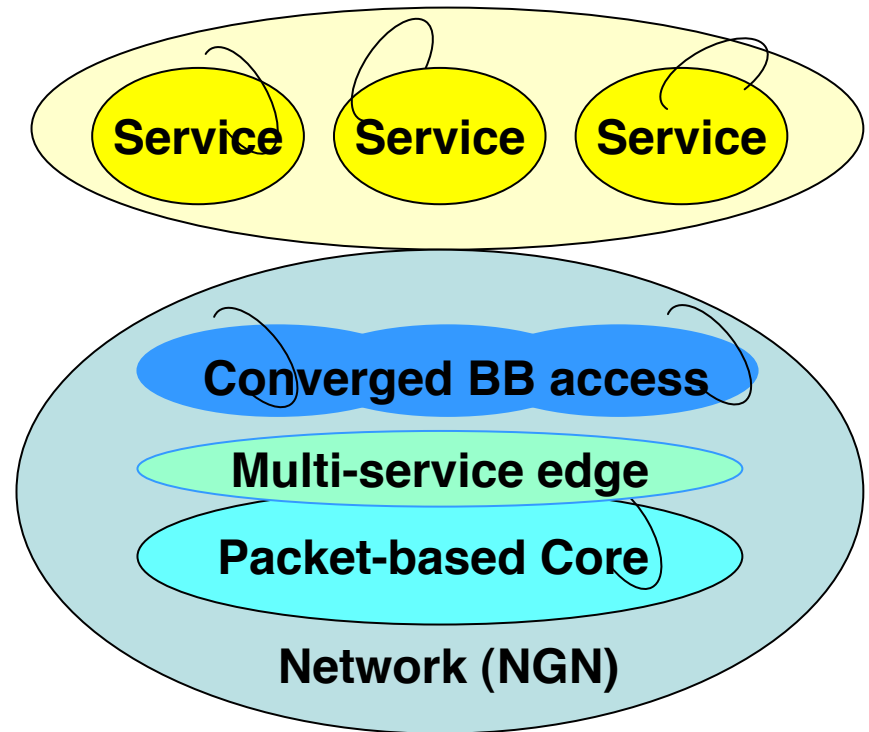 Service Service Service
Converged BB access
Multi-service edge
Packet-based Core
Network (NGN)